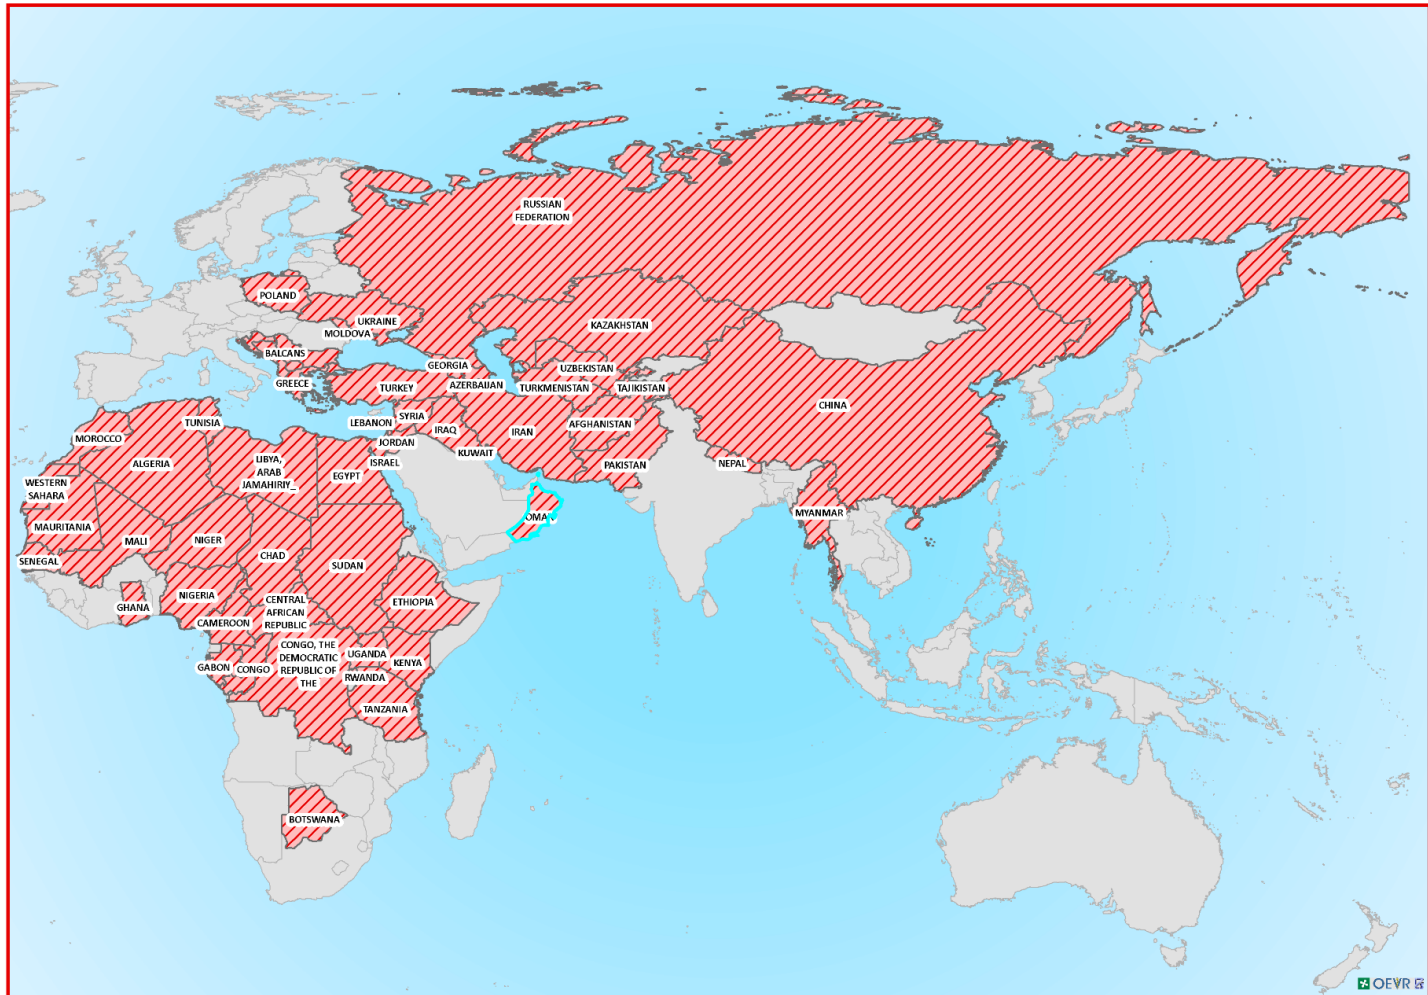 RUSSIAN
FEDERATION
POLAND
UKRAINE
MOLDOVA
KAZAKHSTAN
BALCANS
GEORGIA
UZBEKISTAN
GREECE
TURKEY
AZERBAIJAN
TURKMENISTAN
TAJIKISTAN
CHINA
TUNISIA
LEBANON
SYRIA
IRAQ
IRAN
AFGHANISTAN
MOROCCO
JORDAN
KUWAIT
ALGERIA
LIBYA,
ARAB
JAMAHIRIY_
ISRAEL
EGYPT
PAKISTAN
NEPAL
WESTERN
SAHARA
MAURITANIA
OMA
MYANMAR
MALI
NIGER
CHAD
SUDAN
SENEGAL
GHANA
NIGERIA
CENTRAL
AFRICAN
REPUBLIC
ETHIOPIA
CAMEROON
CONGO, THE
DEMOCRATIC
REPUBLIC OF
THE
UGANDA
KENYA
GABON
CONGO
RWANDA
TANZANIA
BOTSWANA